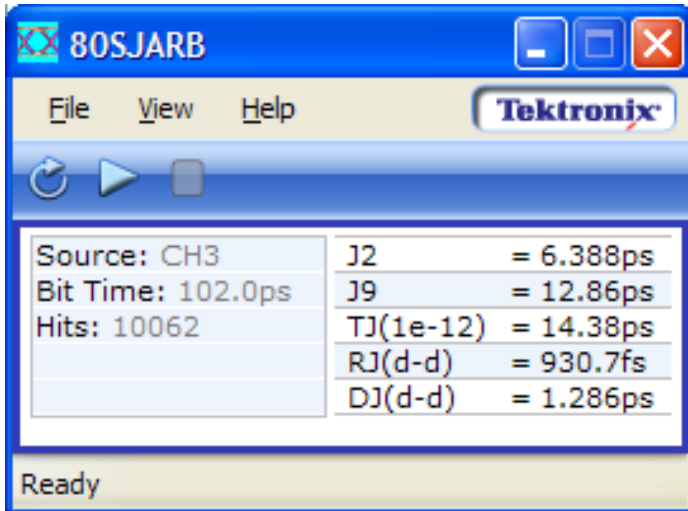 80SJARB
File View Help
Tektronix
Source: CH3
Bit Time: 102.0ps
Hits: 10062
J2 = 6.388ps
J9 = 12.86ps
TJ(1e-12) = 14.38ps
RJ(d-d) = 930.7fs
DJ(d-d) = 1.286ps
Ready